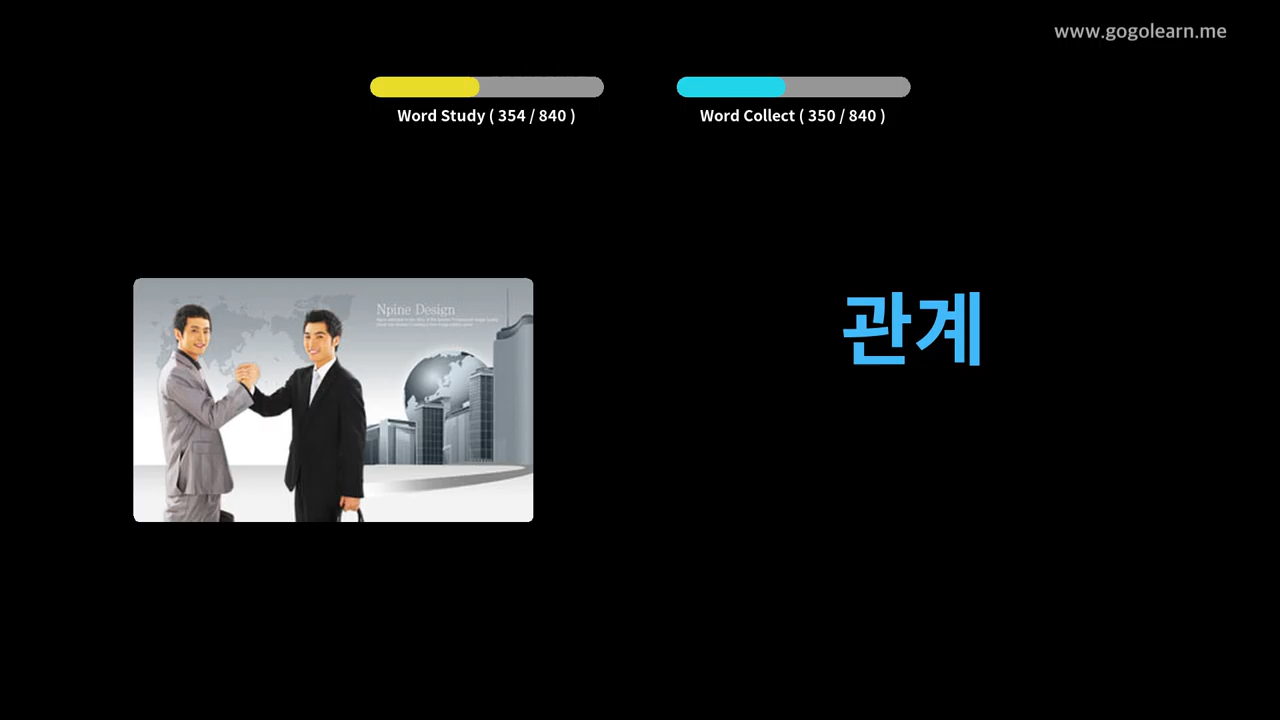 www.gogolearn.me
Word Study ( 354 / 840 )
Word Collect ( 350 / 840 )
Npine Design
관계